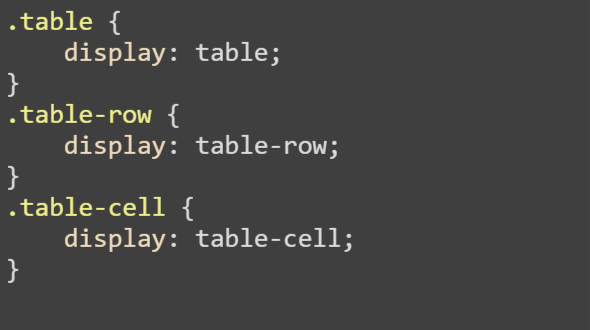 .table {
    display: table;
}
.table-row {
    display: table-row;
}
.table-cell {
    display: table-cell;
}